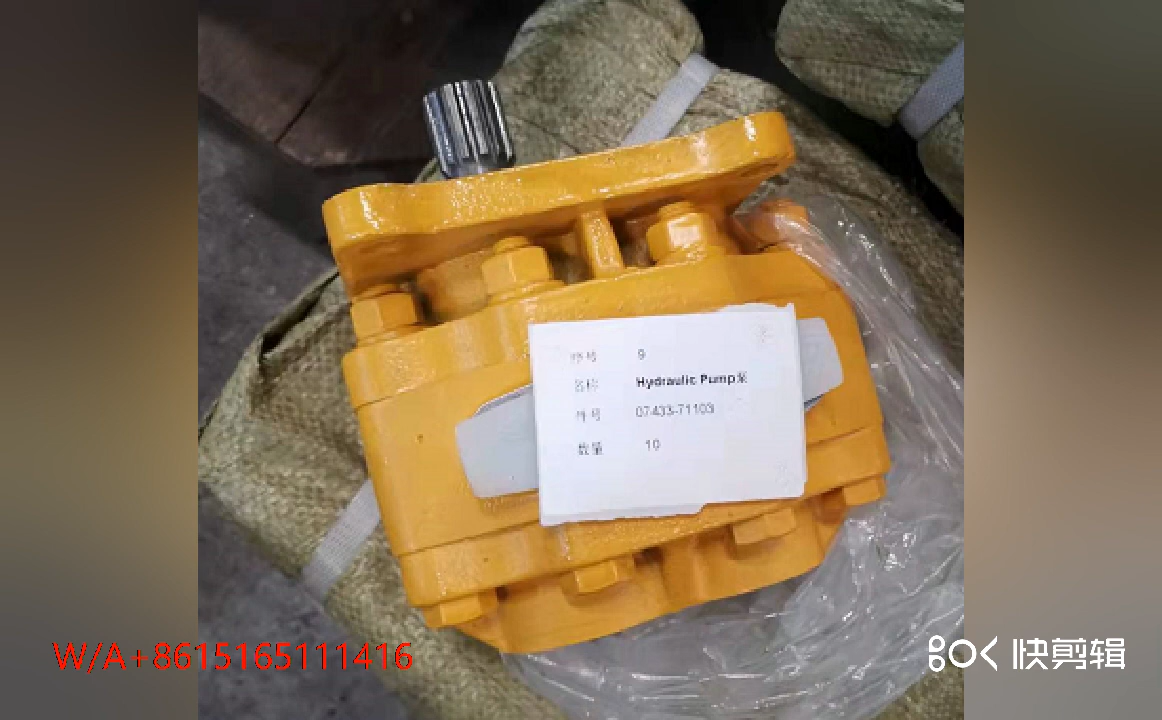 序号 9
名称 Hydraulic Pump泵
件号 07433-71103
数量 10
W/A+8615165111416
快剪辑